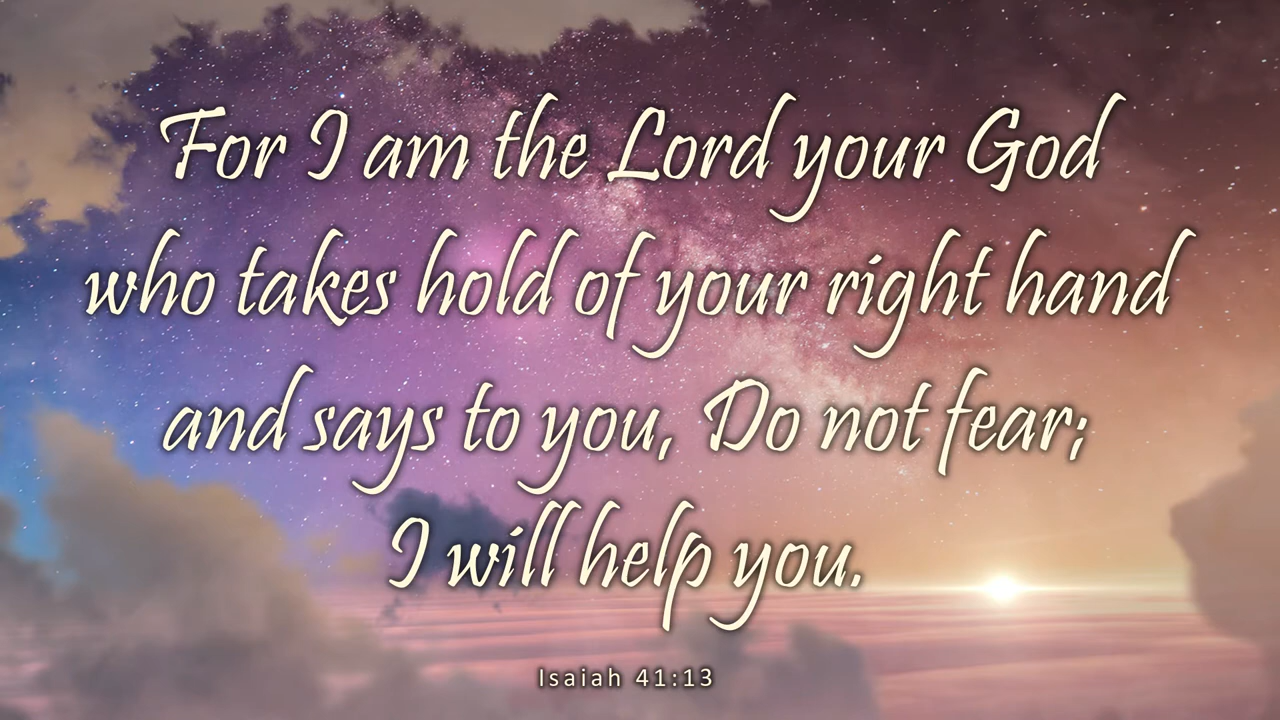 For I am the Lord your God
who takes hold of your right hand
and says to you, Do not fear;
I will help you.
Isaiah 41:13